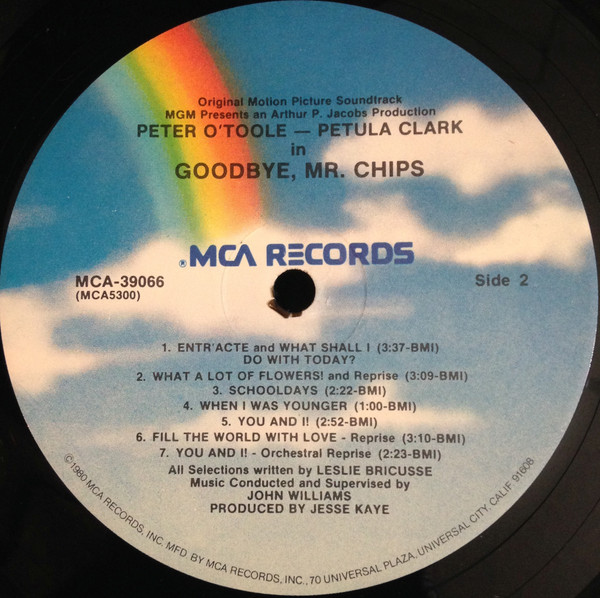 Original Motion Picture Soundtrack
MGM Presents an Arthur P. Jacobs Production
PETER O'TOOLE — PETULA CLARK
in
GOODBYE, MR. CHIPS
®MCA RECORDS
MCA-39066
(MCA5300)
Side 2
1. ENTR'ACTE and WHAT SHALL I (3:37-BMI)
DO WITH TODAY?
2. WHAT A LOT OF FLOWERS! and Reprise (3:09-BMI)
3. SCHOOLDAYS (2:22-BMI)
4. WHEN I WAS YOUNGER (1:00-BMI)
5. YOU AND I! (2:52-BMI)
6. FILL THE WORLD WITH LOVE - Reprise (3:10-BMI)
7. YOU AND I! - Orchestral Reprise (2:23-BMI)
All Selections written by LESLIE BRICUSSE
Music Conducted and Supervised by
JOHN WILLIAMS
PRODUCED BY JESSE KAYE
©1980 MCA RECORDS, INC. MFD. BY MCA RECORDS, INC., 70 UNIVERSAL PLAZA, UNIVERSAL CITY, CALIF. 91608